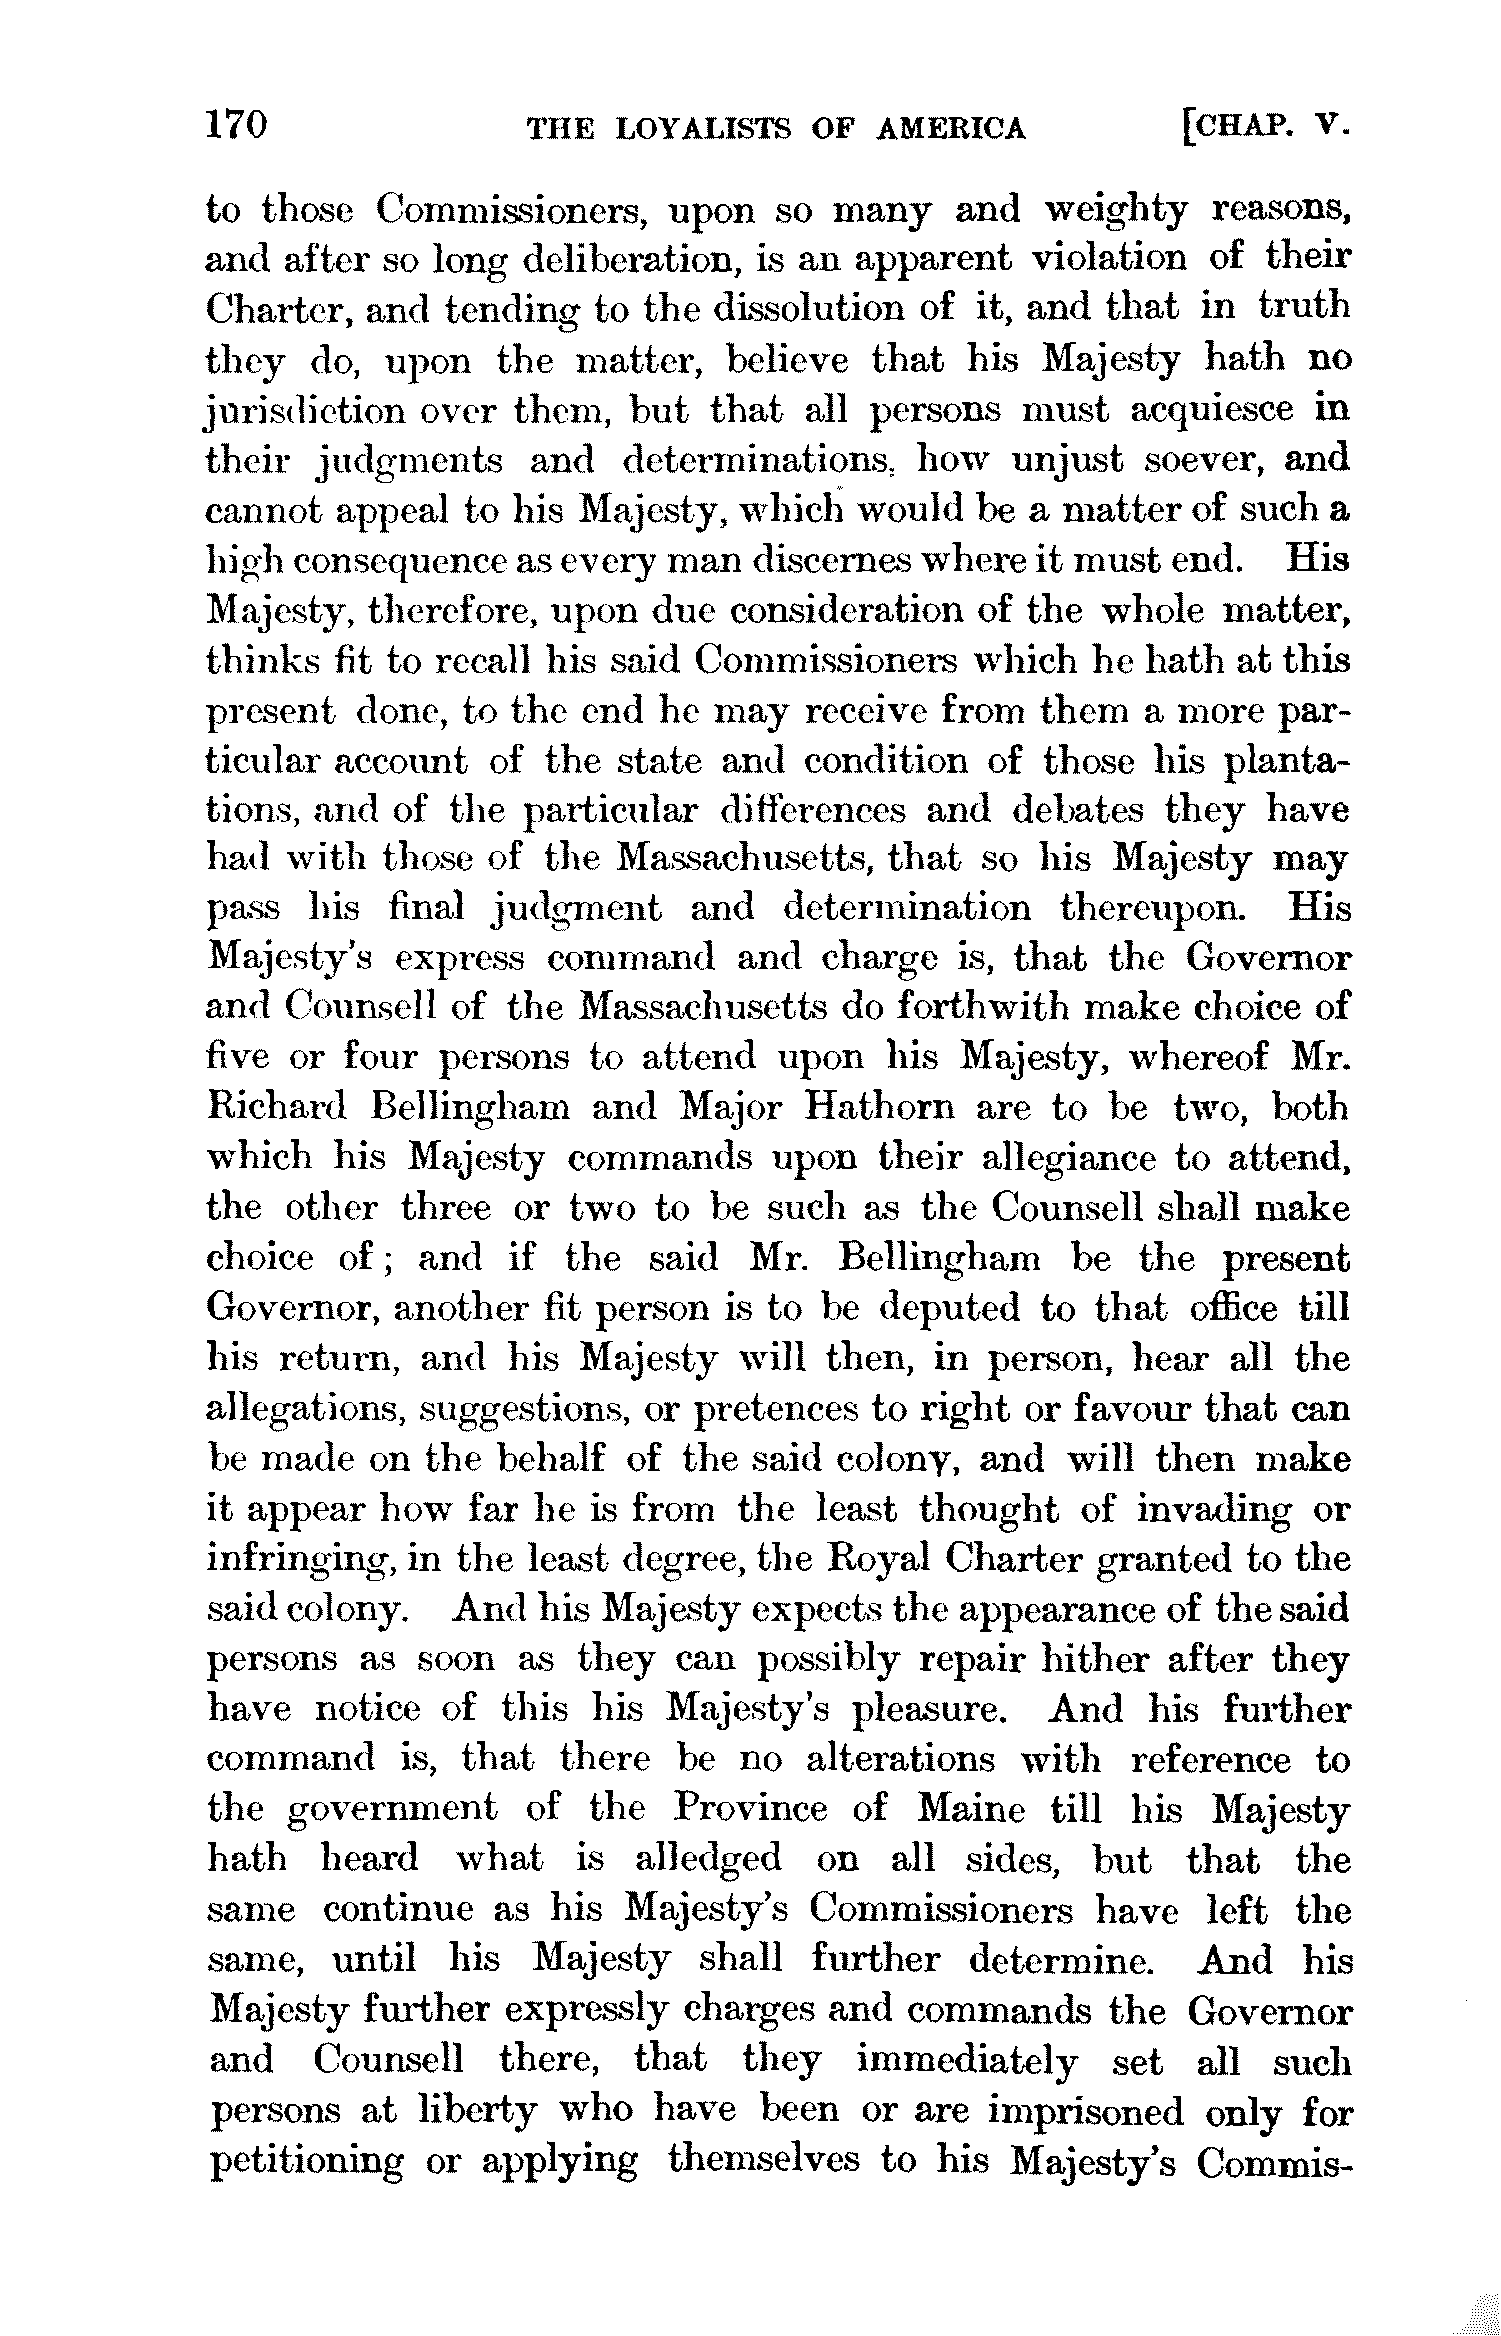 170 THE LOYALISTS OF AMERICA [CHAP. V.
to those Commissioners, upon so many and weighty reasons,
and after so long deliberation, is an apparent violation of their
Charter, and tending to the dissolution of it, and that in truth
they do, upon the matter, believe that his Majesty hath no
jurisdiction over them, but that all persons must acquiesce in
their judgments and determinations, how unjust soever, and
cannot appeal to his Majesty, which would be a matter of such a
high consequence as every man discernes where it must end. His
Majesty, therefore, upon due consideration of the whole matter,
thinks fit to recall his said Commissioners which he hath at this
present done, to the end he may receive from them a more par-
ticular account of the state and condition of those his planta-
tions, and of the particular differences and debates they have
had with those of the Massachusetts, that so his Majesty may
pass his final judgment and determination thereupon. His
Majesty's express command and charge is, that the Governor
and Counsell of the Massachusetts do forthwith make choice of
five or four persons to attend upon his Majesty, whereof Mr.
Richard Bellingham and Major Hathorn are to be two, both
which his Majesty commands upon their allegiance to attend,
the other three or two to be such as the Counsell shall make
choice of; and if the said Mr. Bellingham be the present
Governor, another fit person is to be deputed to that office till
his return, and his Majesty will then, in person, hear all the
allegations, suggestions, or pretences to right or favour that can
be made on the behalf of the said colony, and will then make
it appear how far he is from the least thought of invading or
infringing, in the least degree, the Royal Charter granted to the
said colony. And his Majesty expects the appearance of the said
persons as soon as they can possibly repair hither after they
have notice of this his Majesty's pleasure. And his further
command is, that there be no alterations with reference to
the government of the Province of Maine till his Majesty
hath heard what is alledged on all sides, but that the
same continue as his Majesty's Commissioners have left the
same, until his Majesty shall further determine. And his
Majesty further expressly charges and commands the Governor
and Counsell there, that they immediately set all such
persons at liberty who have been or are imprisoned only for
petitioning or applying themselves to his Majesty's Commis-